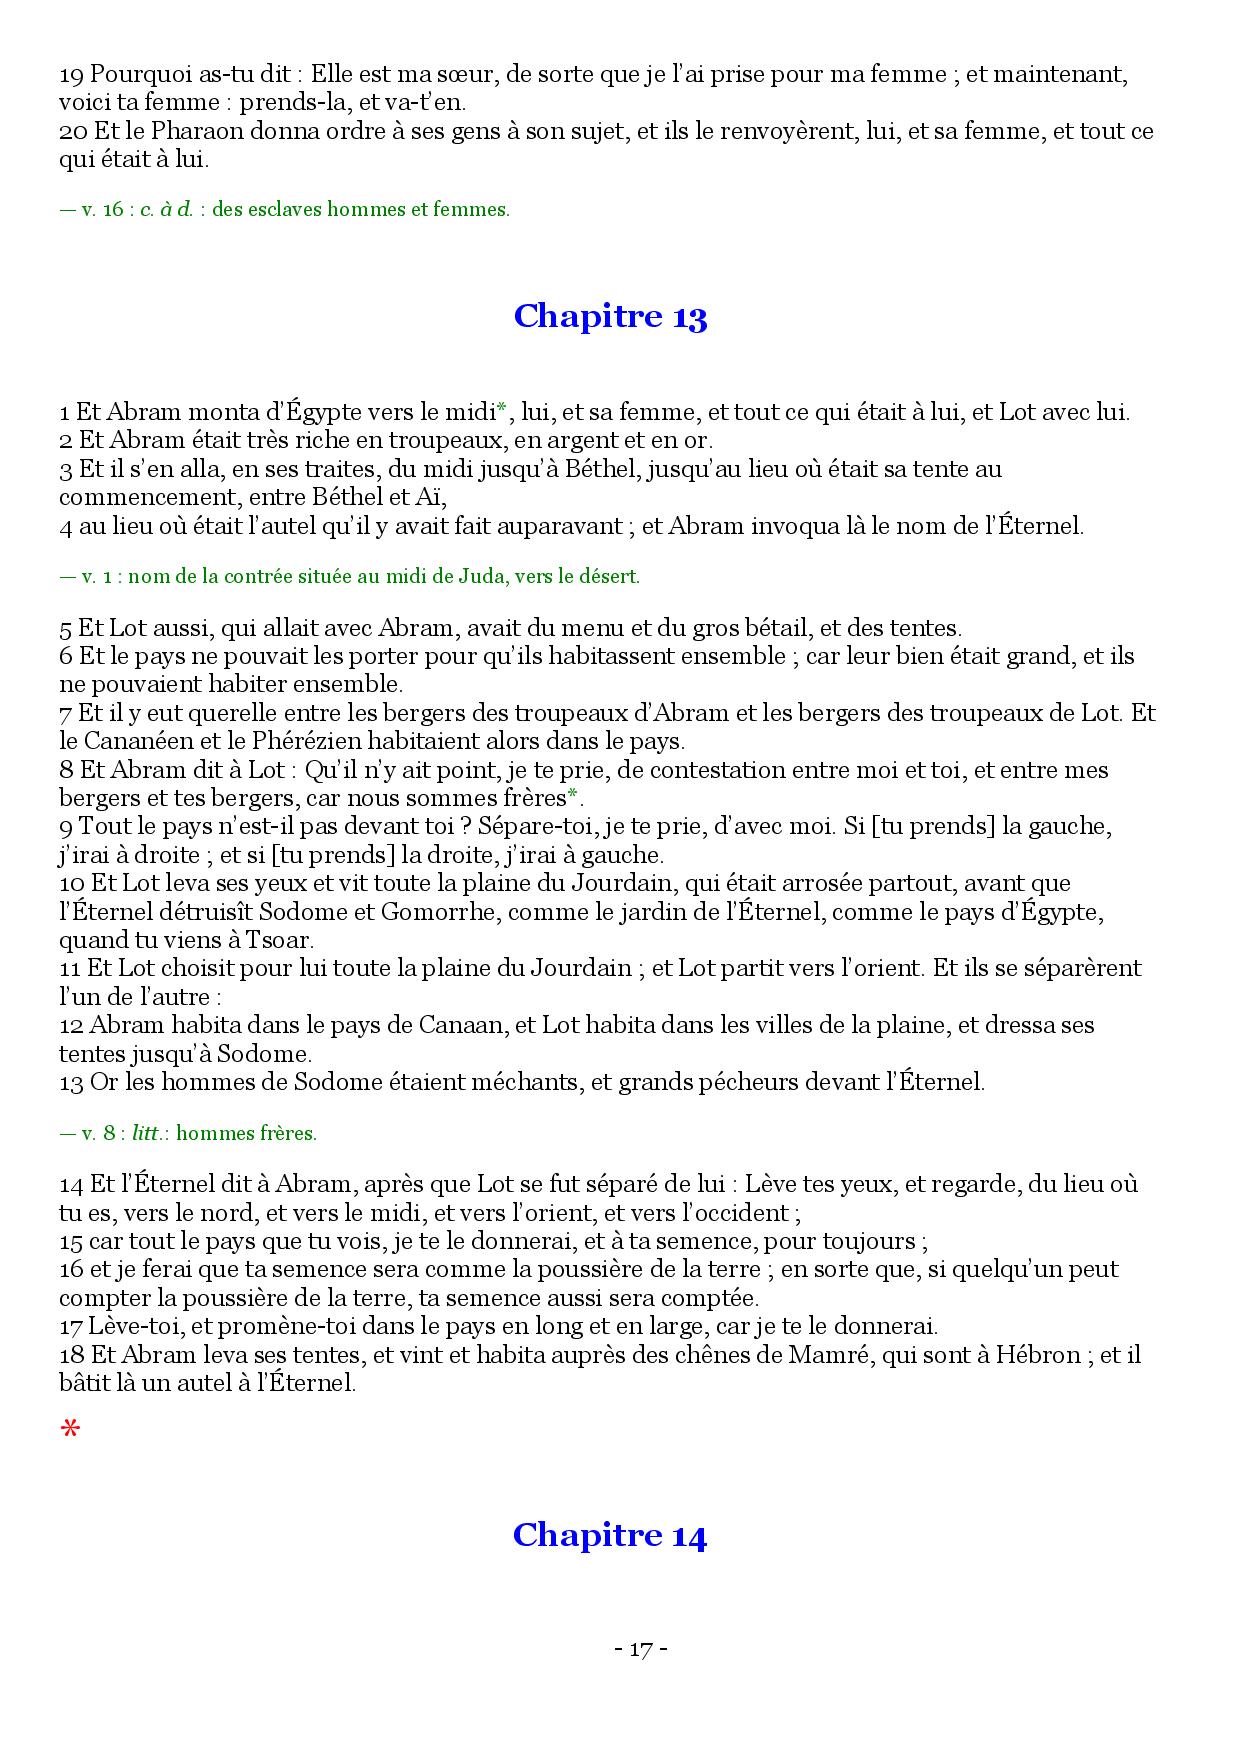 19 Pourquoi as-tu dit : Elle est ma sœur, de sorte que je l’ai prise pour ma femme ; et maintenant,
voici ta femme : prends-la, et va-t’en.
20 Et le Pharaon donna ordre à ses gens à son sujet, et ils le renvoyèrent, lui, et sa femme, et tout ce
qui était à lui.
— v. 16 : c. à d. : des esclaves hommes et femmes.
Chapitre 13
1 Et Abram monta d’Égypte vers le midi*, lui, et sa femme, et tout ce qui était à lui, et Lot avec lui.
2 Et Abram était très riche en troupeaux, en argent et en or.
3 Et il s’en alla, en ses traites, du midi jusqu’à Béthel, jusqu’au lieu où était sa tente au
commencement, entre Béthel et Aï,
4 au lieu où était l’autel qu’il y avait fait auparavant ; et Abram invoqua là le nom de l’Éternel.
— v. 1 : nom de la contrée située au midi de Juda, vers le désert.
5 Et Lot aussi, qui allait avec Abram, avait du menu et du gros bétail, et des tentes.
6 Et le pays ne pouvait les porter pour qu’ils habitassent ensemble ; car leur bien était grand, et ils
ne pouvaient habiter ensemble.
7 Et il y eut querelle entre les bergers des troupeaux d’Abram et les bergers des troupeaux de Lot. Et
le Cananéen et le Phérézien habitaient alors dans le pays.
8 Et Abram dit à Lot : Qu’il n’y ait point, je te prie, de contestation entre moi et toi, et entre mes
bergers et tes bergers, car nous sommes frères*.
9 Tout le pays n’est-il pas devant toi ? Sépare-toi, je te prie, d’avec moi. Si [tu prends] la gauche,
j’irai à droite ; et si [tu prends] la droite, j’irai à gauche.
10 Et Lot leva ses yeux et vit toute la plaine du Jourdain, qui était arrosée partout, avant que
l’Éternel détruisît Sodome et Gomorrhe, comme le jardin de l’Éternel, comme le pays d’Égypte,
quand tu viens à Tsoar.
11 Et Lot choisit pour lui toute la plaine du Jourdain ; et Lot partit vers l’orient. Et ils se séparèrent
l’un de l’autre :
12 Abram habita dans le pays de Canaan, et Lot habita dans les villes de la plaine, et dressa ses
tentes jusqu’à Sodome.
13 Or les hommes de Sodome étaient méchants, et grands pécheurs devant l’Éternel.
— v. 8 : litt.: hommes frères.
14 Et l’Éternel dit à Abram, après que Lot se fut séparé de lui : Lève tes yeux, et regarde, du lieu où
tu es, vers le nord, et vers le midi, et vers l’orient, et vers l’occident ;
15 car tout le pays que tu vois, je te le donnerai, et à ta semence, pour toujours ;
16 et je ferai que ta semence sera comme la poussière de la terre ; en sorte que, si quelqu’un peut
compter la poussière de la terre, ta semence aussi sera comptée.
17 Lève-toi, et promène-toi dans le pays en long et en large, car je te le donnerai.
18 Et Abram leva ses tentes, et vint et habita auprès des chênes de Mamré, qui sont à Hébron ; et il
bâtit là un autel à l’Éternel.
*
Chapitre 14
- 17 -